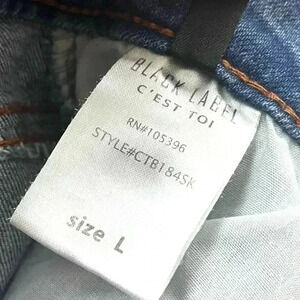 BLACK LABEL
C'EST TOI
RN#105396
STYLE#CTB184SK
size L